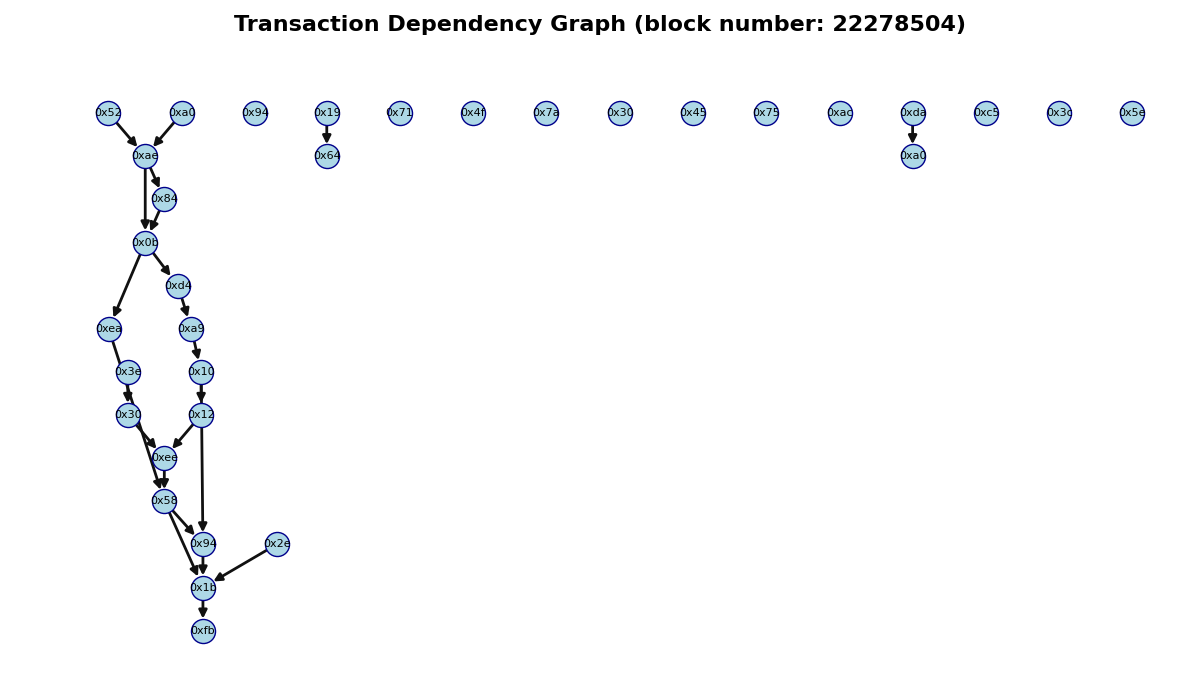 Transaction Dependency Graph (block number: 22278504)
0x52 0xa0 0x94 0x19 0x71 0x4f 0x7a 0x30 0x45 0x75 0xac 0xda 0xc5 0x3c 0x5e
0xae 0x64 0xa0
0x84
0x0b
0xd4
0xea 0xa9
0x3e 0x10
0x30 0x12
0xee
0x58
0x94 0x2e
0x1b
0xfb